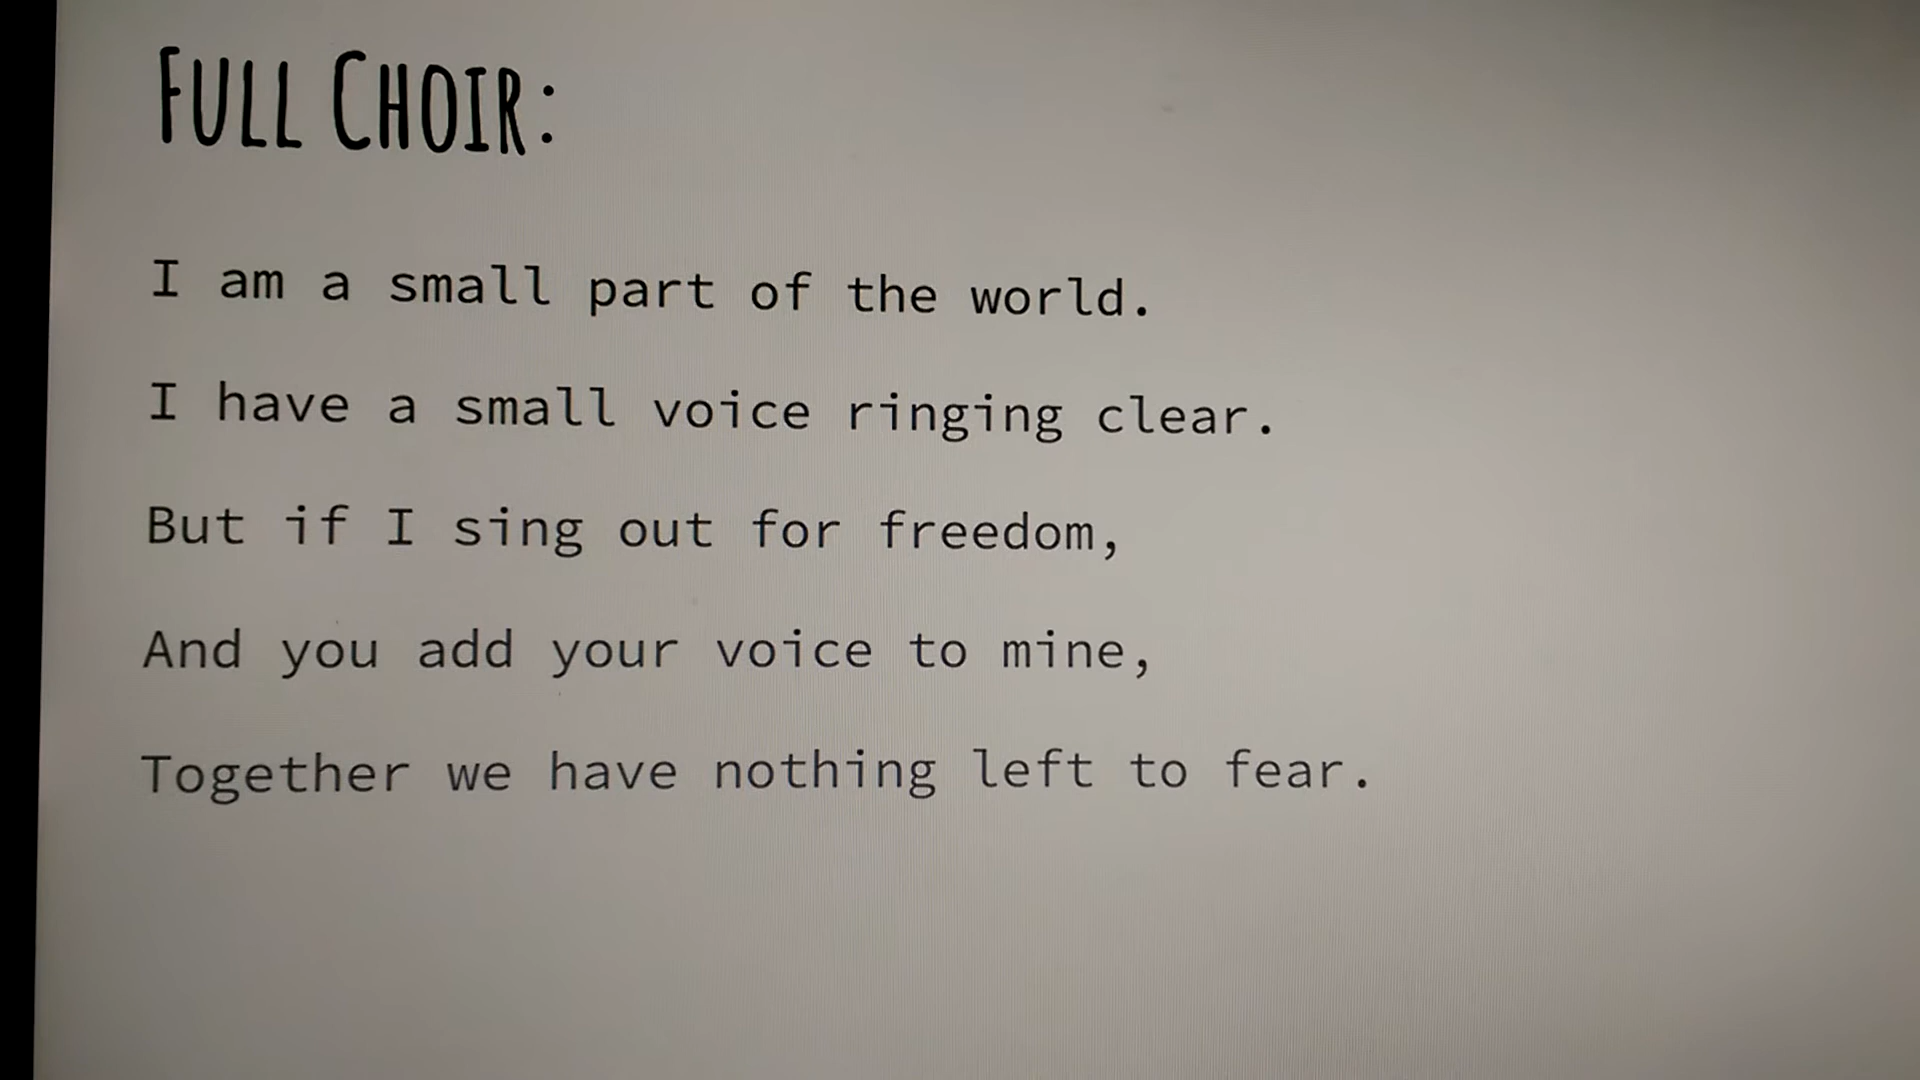 FULL CHOIR:
I am a small part of the world.
I have a small voice ringing clear.
But if I sing out for freedom,
And you add your voice to mine,
Together we have nothing left to fear.